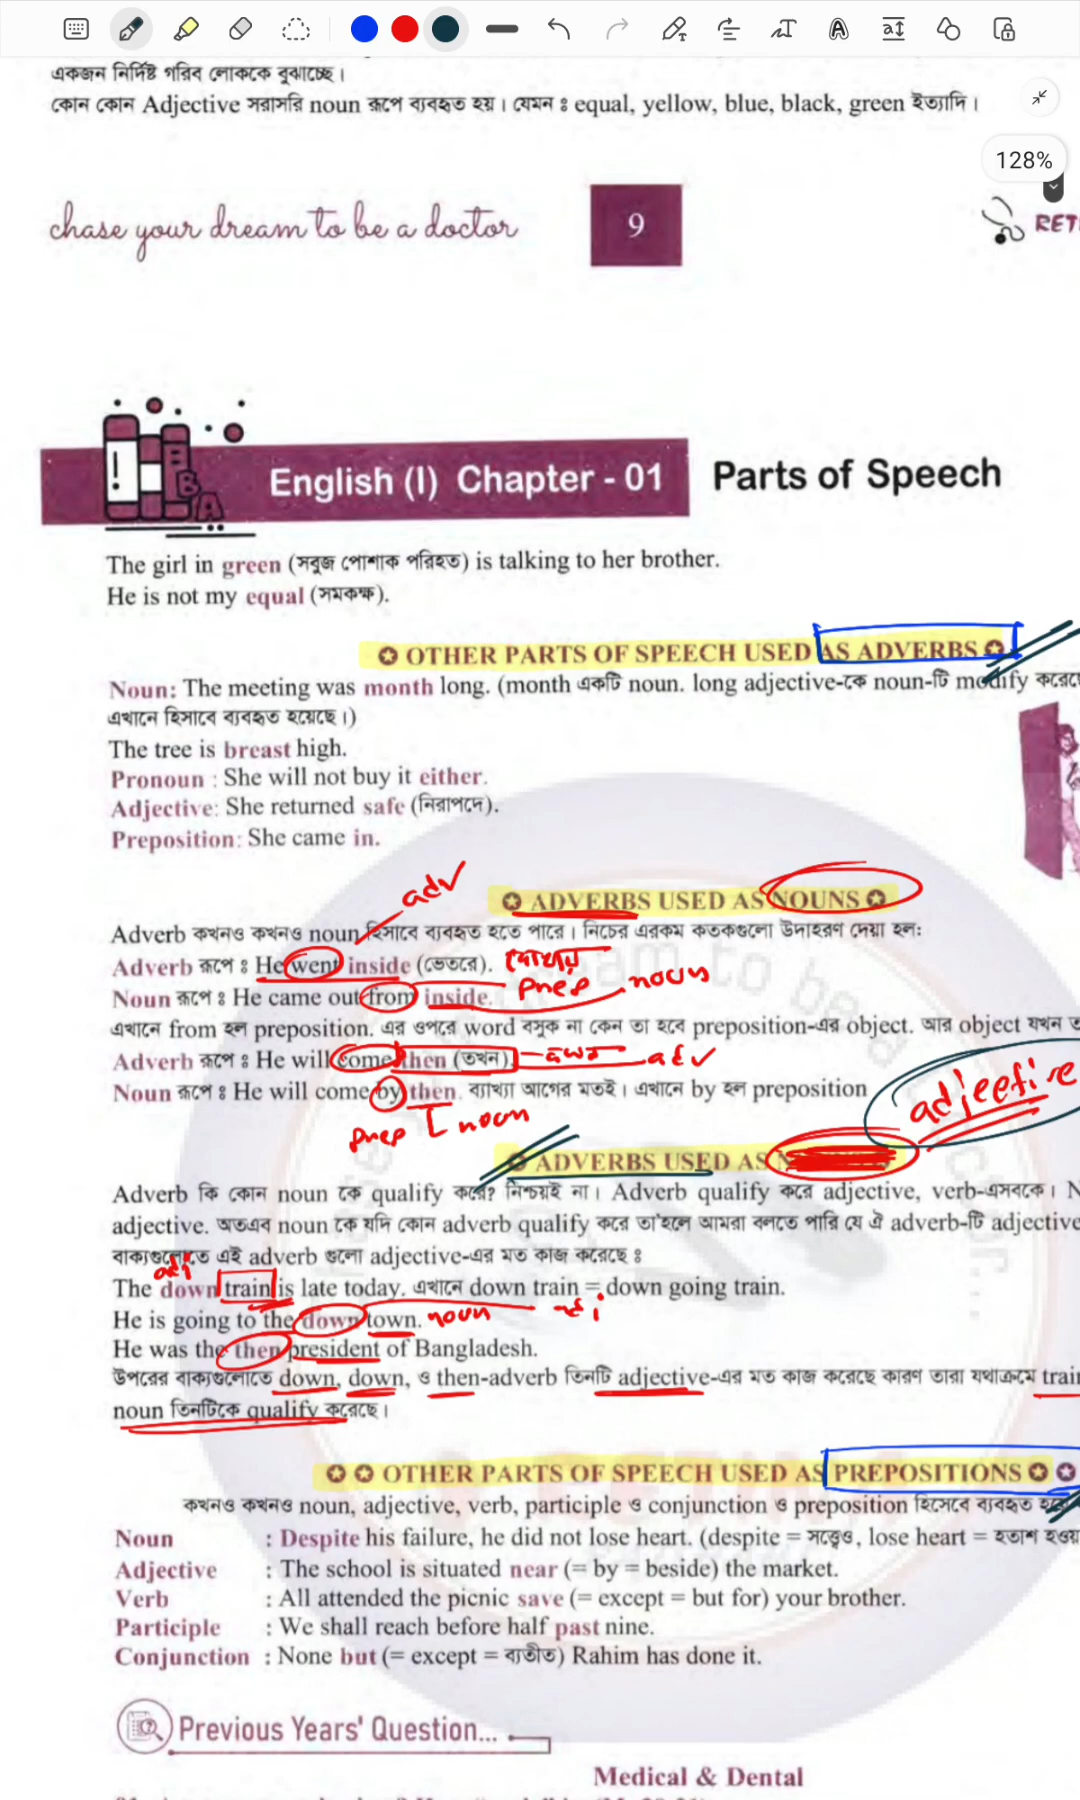 একজন নির্দিষ্ট গরিব লোককে বুঝাচ্ছে।
কোন কোন Adjective সরাসরি noun রূপে ব্যবহৃত হয়। যেমন ঃ equal, yellow, blue, black, green ইত্যাদি।
128%
chase your dream to be a doctor
9
RET
English (I) Chapter - 01
Parts of Speech
The girl in green (সবুজ পোশাক পরিহত) is talking to her brother.
He is not my equal (সমকক্ষ).
✪ OTHER PARTS OF SPEECH USED AS ADVERBS ✪
Noun: The meeting was month long. (month একটি noun. long adjective-কে noun-টি modify করেছে
এখানে হিসাবে ব্যবহৃত হয়েছে।)
The tree is breast high.
Pronoun : She will not buy it either.
Adjective: She returned safe (নিরাপদে).
Preposition: She came in.
adv
✪ ADVERBS USED AS NOUNS ✪
Adverb কখনও কখনও noun হিসাবে ব্যবহৃত হতে পারে। নিচের এরকম কতকগুলো উদাহরণ দেয়া হল:
Adverb রূপে ঃ He went inside (ভেতরে). কোথায়
Noun রূপে ঃ He came out from inside. prep noun
এখানে from হল preposition. এর ওপরে word বসুক না কেন তা হবে preposition-এর object. আর object যখন ত
Adverb রূপে ঃ He will come then (তখন). কখন adv
Noun রূপে ঃ He will come by then. ব্যাখ্যা আগের মতই। এখানে by হল preposition
prep noun
adjective
ADVERBS USED AS
Adverb কি কোন noun কে qualify করে? নিশ্চয়ই না। Adverb qualify করে adjective, verb-এসবকে। N
adjective. অতএব noun কে যদি কোন adverb qualify করে তা'হলে আমরা বলতে পারি যে ঐ adverb-টি adjective
বাক্যগুলোতে এই adverb গুলো adjective-এর মত কাজ করেছে ঃ
adj
The down train is late today. এখানে down train = down going train.
He is going to the down town. noun adj
He was the then president of Bangladesh.
উপরের বাক্যগুলোতে down, down, ও then-adverb তিনটি adjective-এর মত কাজ করেছে কারণ তারা যথাক্রমে trai
noun তিনটিকে qualify করেছে।
✪ ✪ OTHER PARTS OF SPEECH USED AS PREPOSITIONS ✪ ✪
কখনও কখনও noun, adjective, verb, participle ও conjunction ও preposition হিসেবে ব্যবহৃত
Noun : Despite his failure, he did not lose heart. (despite = সত্ত্বেও, lose heart = হতাশ হওয়া
Adjective : The school is situated near (= by = beside) the market.
Verb : All attended the picnic save (= except = but for) your brother.
Participle : We shall reach before half past nine.
Conjunction : None but (= except = ব্যতীত) Rahim has done it.
Previous Years' Question...
Medical & Dental